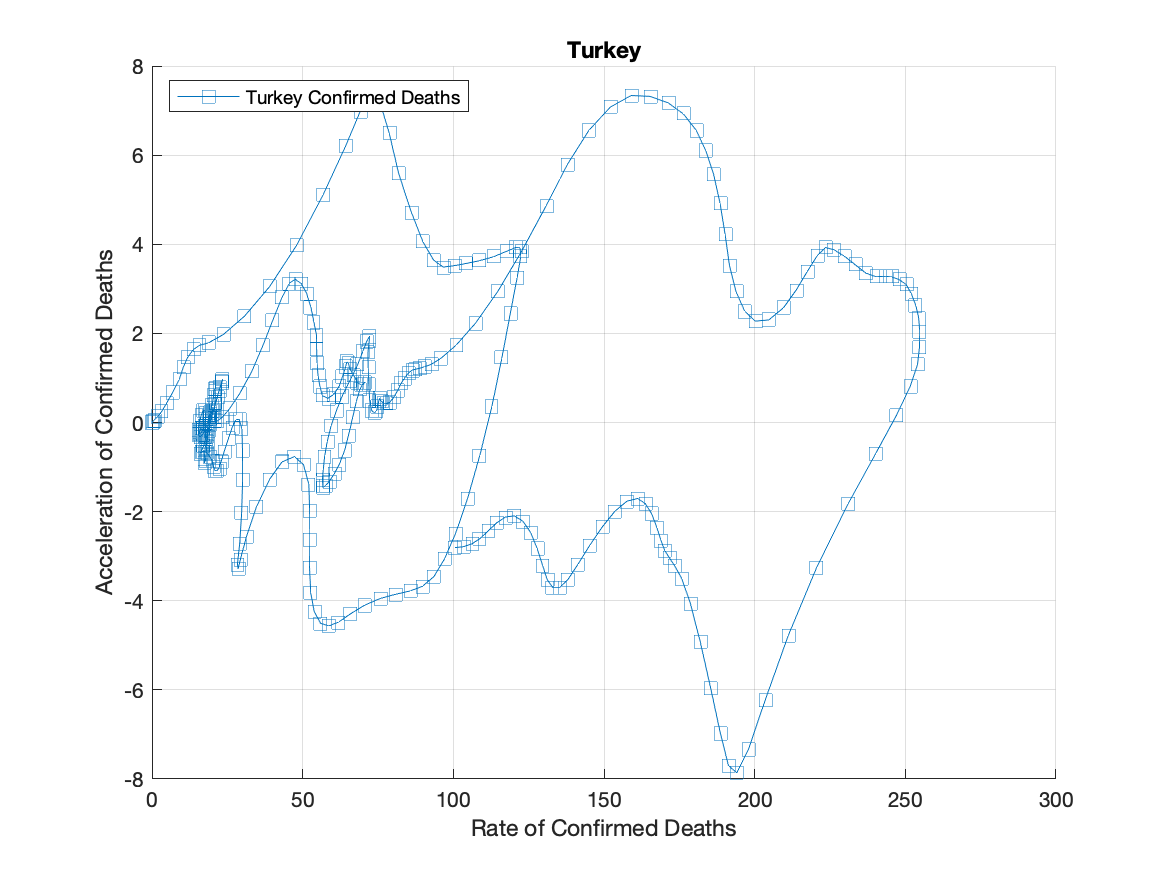 Turkey
Turkey Confirmed Deaths
8
6
4
2
0
-2
-4
-6
-8
Acceleration of Confirmed Deaths
0 50 100 150 200 250 300
Rate of Confirmed Deaths